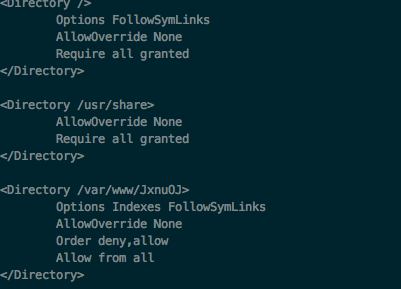 <Directory />
Options FollowSymLinks
AllowOverride None
Require all granted
</Directory>
<Directory /usr/share>
AllowOverride None
Require all granted
</Directory>
<Directory /var/www/JxnuOJ>
Options Indexes FollowSymLinks
AllowOverride None
Order deny,allow
Allow from all
</Directory>